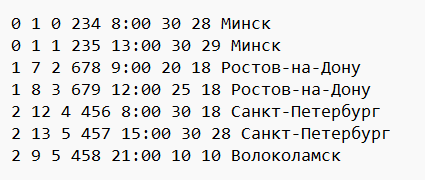 0 1 0 234 8:00 30 28 Минск
0 1 1 235 13:00 30 29 Минск
1 7 2 678 9:00 20 18 Ростов-на-Дону
1 8 3 679 12:00 25 18 Ростов-на-Дону
2 12 4 456 8:00 30 18 Санкт-Петербург
2 13 5 457 15:00 30 28 Санкт-Петербург
2 9 5 458 21:00 10 10 Волоколамск